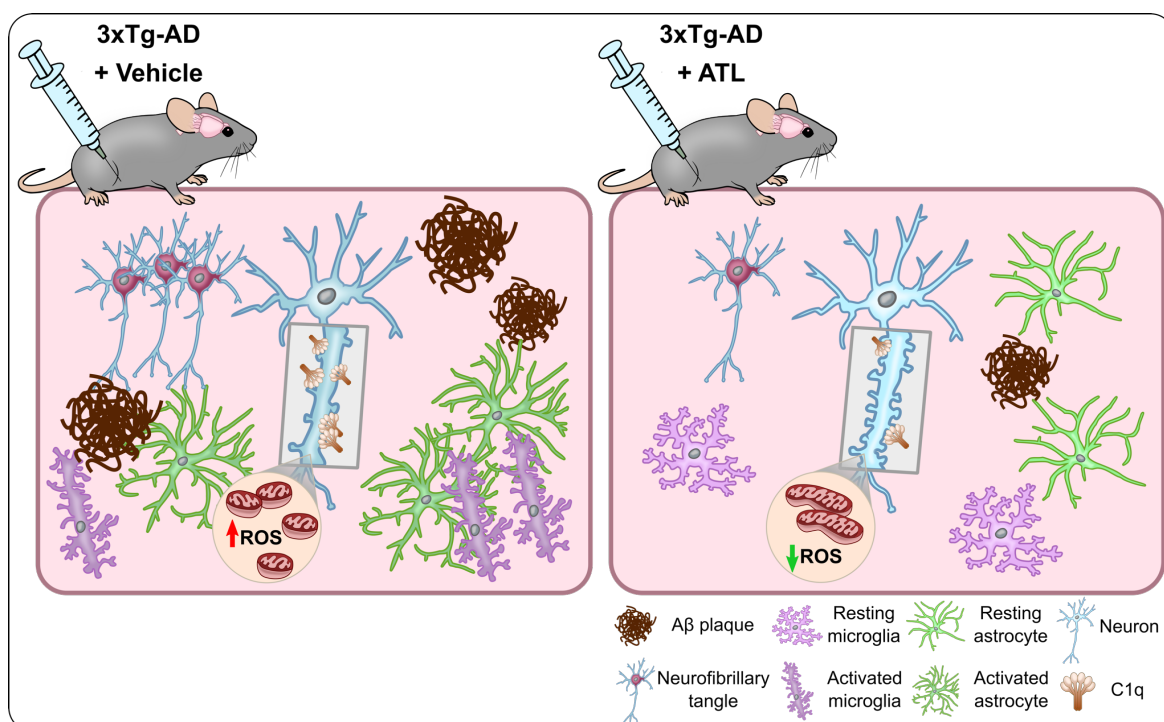 3xTg-AD
+ Vehicle
3xTg-AD
+ ATL
ROS
ROS
Aβ plaque
Resting
microglia
Resting
astrocyte
Neuron
Neurofibrillary
tangle
Activated
microglia
Activated
astrocyte
C1q